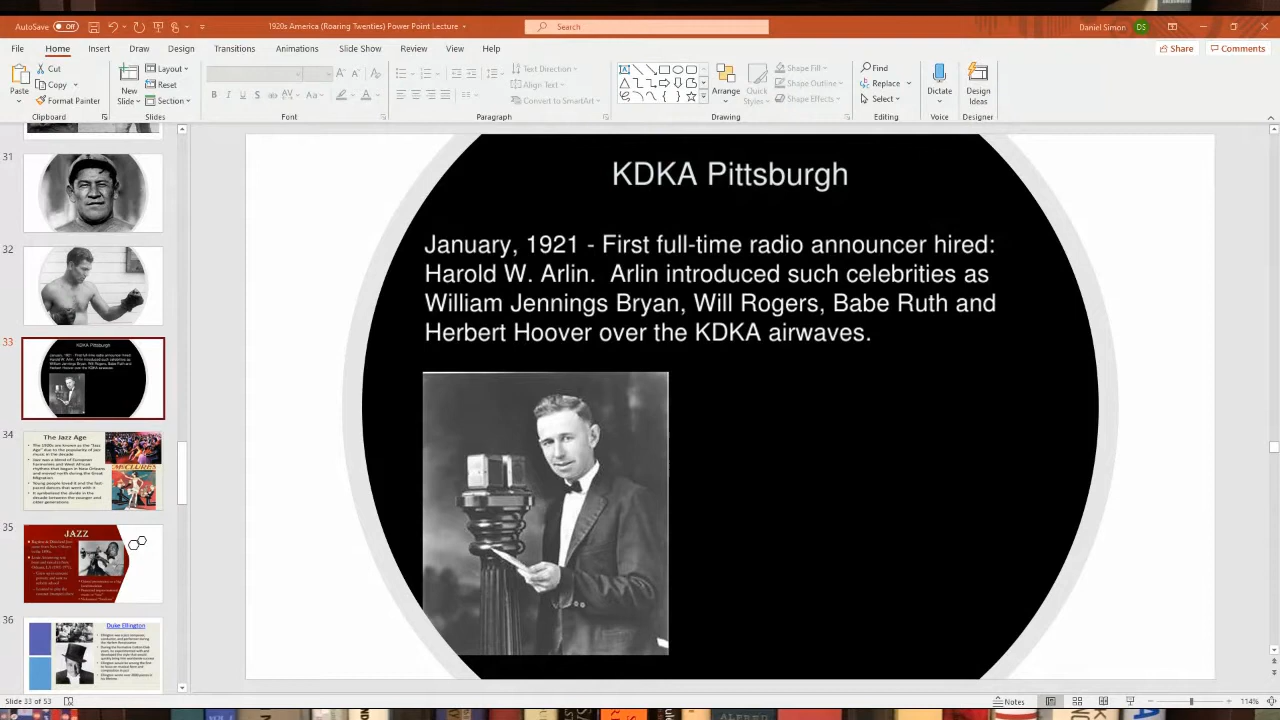 AutoSave Off
1920s America (Roaring Twenties) Power Point Lecture
Search
Daniel Simon DS
File Home Insert Draw Design Transitions Animations Slide Show Review View Help
Share Comments
Paste
Cut
Copy
Format Painter
Clipboard
New Slide
Layout
Reset
Section
Slides
Font
Text Direction
Align Text
Convert to SmartArt
Paragraph
Arrange
Quick Styles
Shape Fill
Shape Outline
Shape Effects
Drawing
Find
Replace
Select
Editing
Dictate
Voice
Design Ideas
Designer
31
32
33
KDKA Pittsburgh
34
The Jazz Age
35
JAZZ
36
Duke Ellington
KDKA Pittsburgh
January, 1921 - First full-time radio announcer hired:
Harold W. Arlin. Arlin introduced such celebrities as
William Jennings Bryan, Will Rogers, Babe Ruth and
Herbert Hoover over the KDKA airwaves.
Slide 33 of 53
Notes
114%